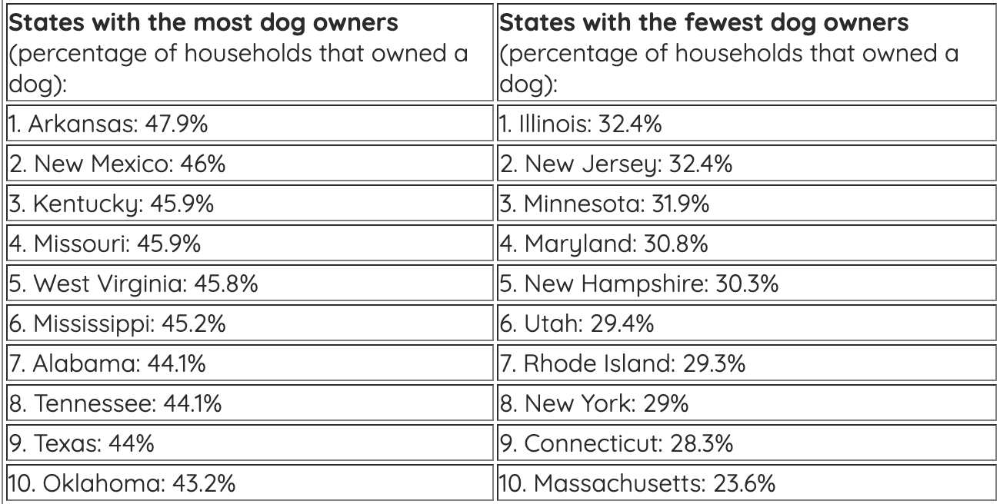 States with the most dog owners
(percentage of households that owned a
dog):
States with the fewest dog owners
(percentage of households that owned a
dog):
1. Arkansas: 47.9%
1. Illinois: 32.4%
2. New Mexico: 46%
2. New Jersey: 32.4%
3. Kentucky: 45.9%
3. Minnesota: 31.9%
4. Missouri: 45.9%
4. Maryland: 30.8%
5. West Virginia: 45.8%
5. New Hampshire: 30.3%
6. Mississippi: 45.2%
6. Utah: 29.4%
7. Alabama: 44.1%
7. Rhode Island: 29.3%
8. Tennessee: 44.1%
8. New York: 29%
9. Texas: 44%
9. Connecticut: 28.3%
10. Oklahoma: 43.2%
10. Massachusetts: 23.6%